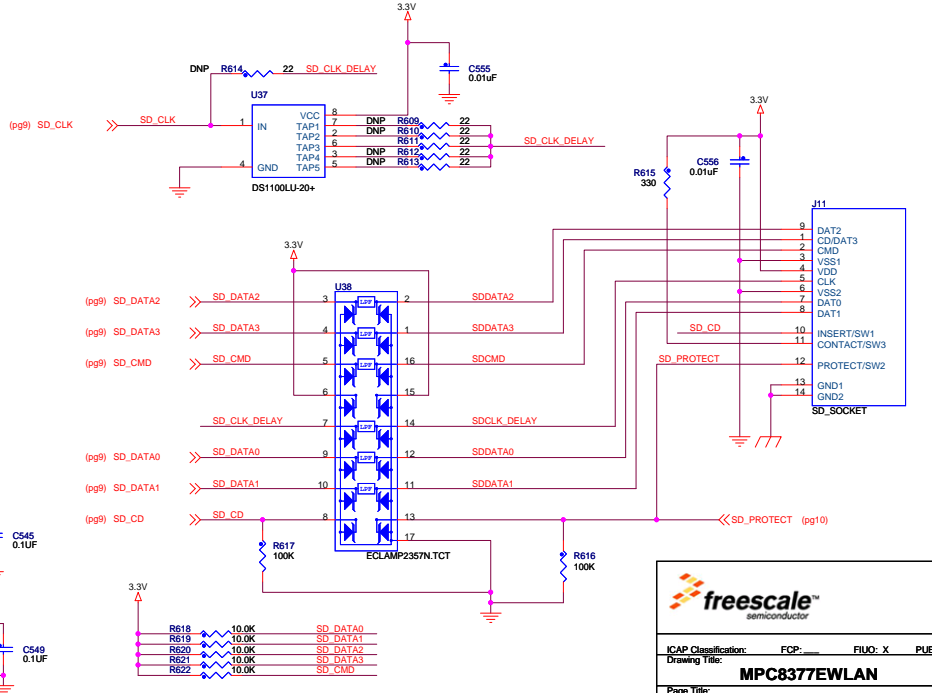 3.3V
DNP R614 22 SD_CLK_DELAY
C555
0.01uF
U37
(pg9) SD_CLK SD_CLK 1 IN
VCC 8
TAP1 7 DNP R609 22
TAP2 2 DNP R610 22
TAP3 6 R611 22 SD_CLK_DELAY
TAP4 3 DNP R612 22
4 GND TAP5 5 DNP R613 22
DS1100LU-20+
3.3V
R615
330
C556
0.01uF
J11
9 DAT2
1 CD/DAT3
2 CMD
3 VSS1
4 VDD
5 CLK
6 VSS2
7 DAT0
8 DAT1
SD_CD 10 INSERT/SW1
11 CONTACT/SW3
SD_PROTECT 12 PROTECT/SW2
13 GND1
14 GND2
SD_SOCKET
3.3V
U38
(pg9) SD_DATA2 SD_DATA2 3 LPF 2 SDDATA2
(pg9) SD_DATA3 SD_DATA3 4 LPF 1 SDDATA3
(pg9) SD_CMD SD_CMD 5 LPF 16 SDCMD
6 15
SD_CLK_DELAY 7 LPF 14 SDCLK_DELAY
(pg9) SD_DATA0 SD_DATA0 9 LPF 12 SDDATA0
(pg9) SD_DATA1 SD_DATA1 10 LPF 11 SDDATA1
(pg9) SD_CD SD_CD 8 13 SD_PROTECT (pg10)
17
ECLAMP2357N.TCT
R617
100K
R616
100K
C545
0.1UF
C549
0.1UF
3.3V
R618 10.0K SD_DATA0
R619 10.0K SD_DATA1
R620 10.0K SD_DATA2
R621 10.0K SD_DATA3
R622 10.0K SD_CMD
freescale™
semiconductor
ICAP Classification: FCP: ___ FIUO: X PUB
Drawing Title:
MPC8377EWLAN
Page Title: